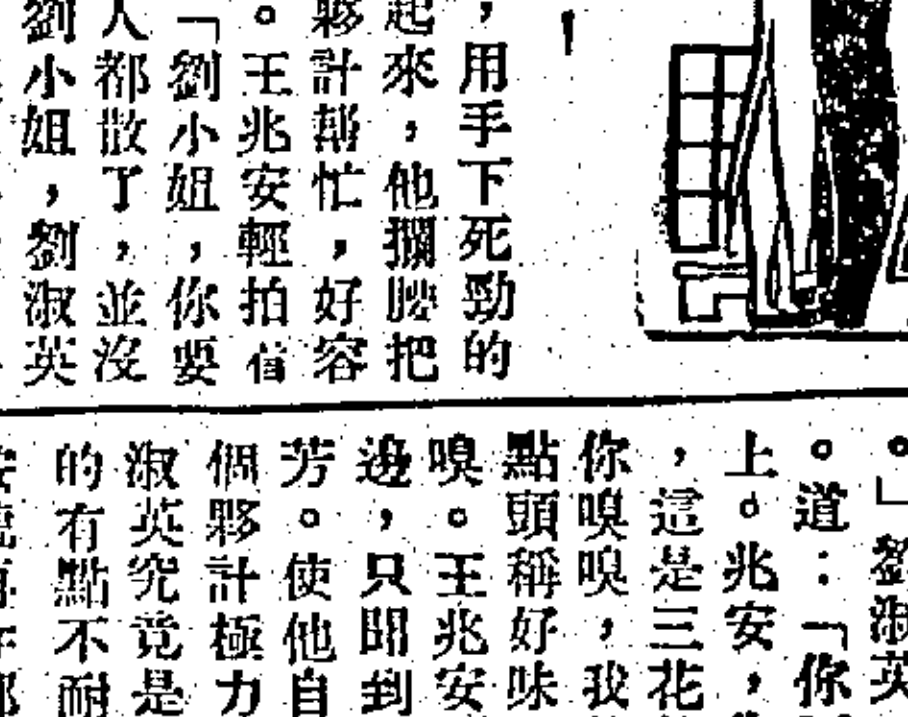 ，用手下死勁的
起來，他攔腰把
夥計幫忙，好容
。王兆安輕拍着
「劉小姐，你要
人都散了，並沒
劉小姐，劉淑英
。」劉淑英
。道：「你
上。兆安，
，這是三花
你嗅嗅，我
點頭稱好味
嗅。王兆安
邊，只聞到
芳。使他自
個夥計極力
淑英究竟是
的有點不耐